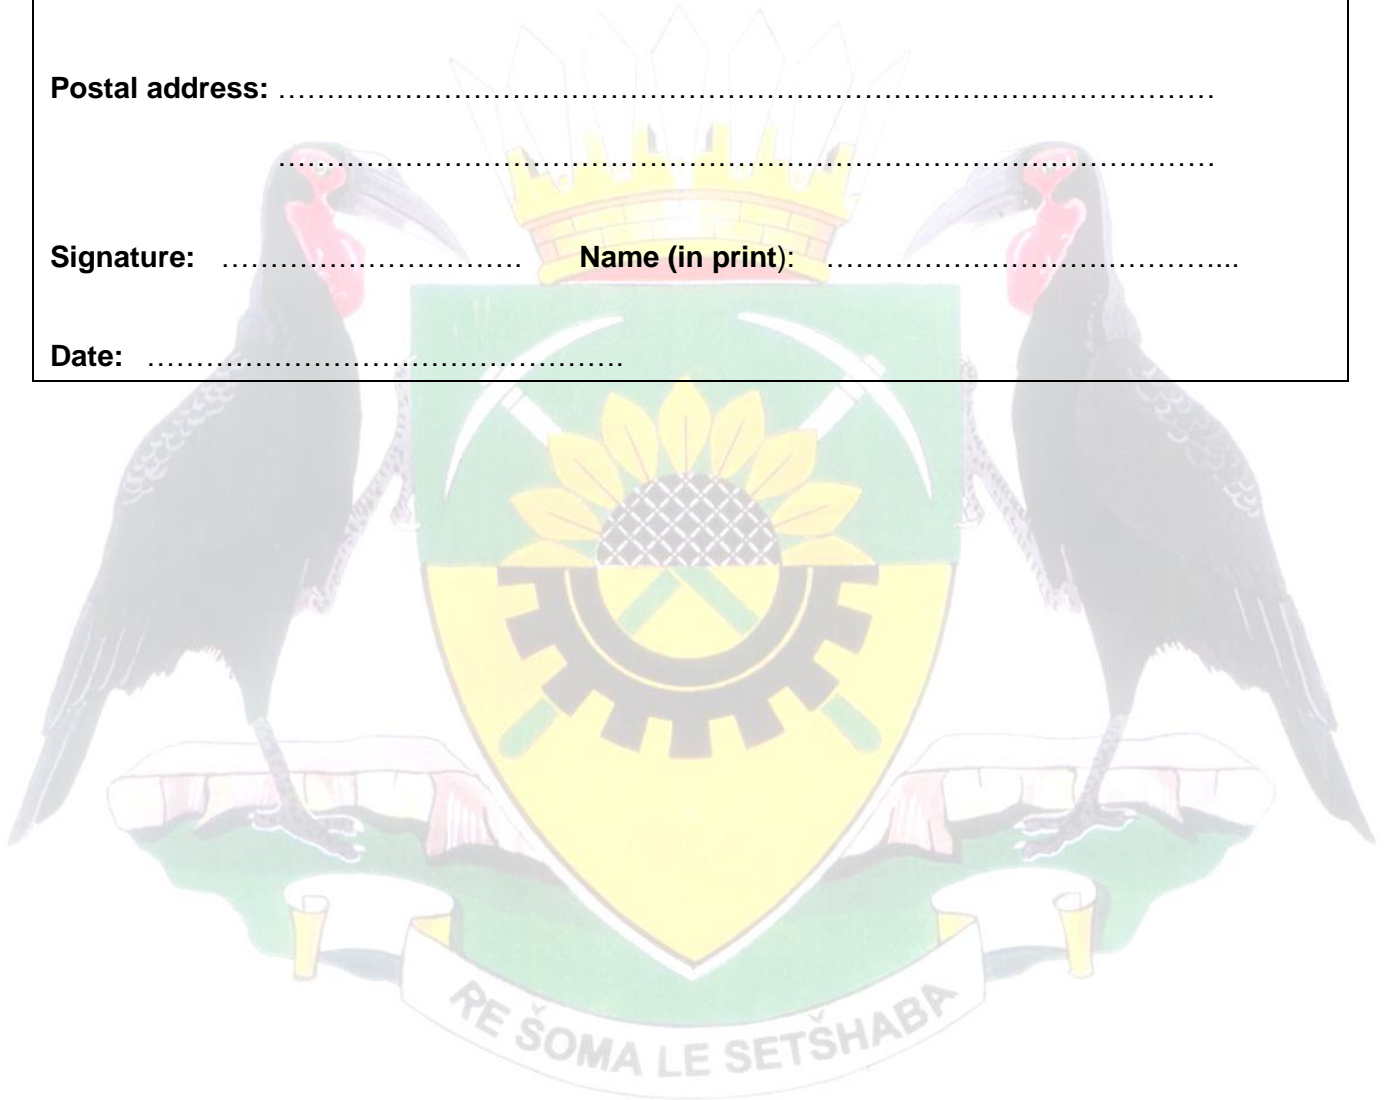 Postal address: ……………………………………………………………………………………
……………………………………………………………………………………
Signature: …………………………. Name (in print): …………………………………...
Date: ………………………………………….
RE ŠOMA LE SETŠHABA